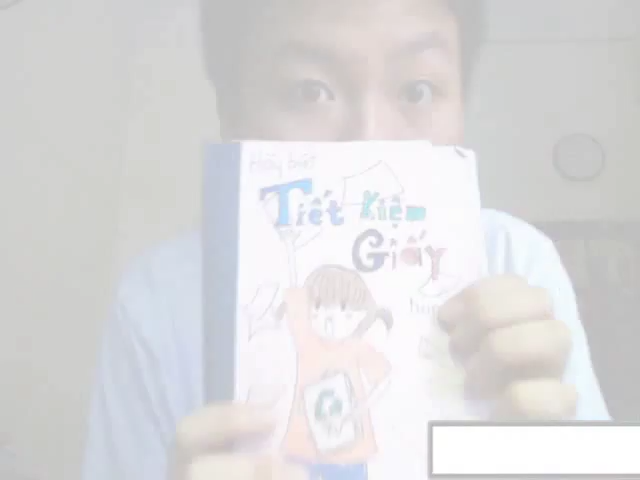 Hãy biết
Tiết kiệm
Giấy